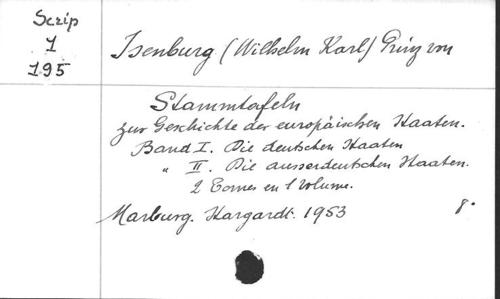 Scrip
1
195
Isenburg (Wilhelm Karl) Prinz von
Stammtafeln
zur Geschichte der europäischen Staaten.
Band I. Die deutschen Staaten
" II. Die ausserdeutschen Staaten.
2 Tomes en 1 volume.
Marburg. Stargardt. 1953 8°